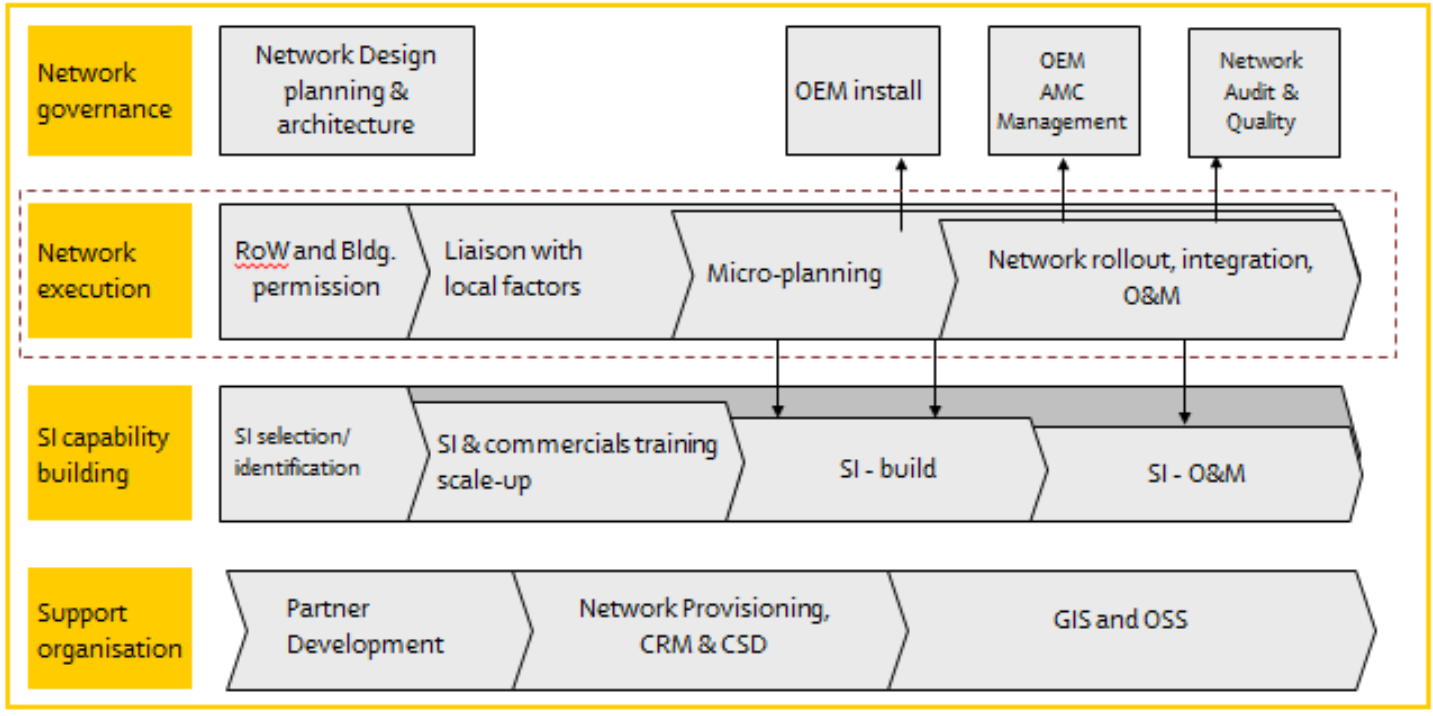 Network
governance
Network Design
planning &
architecture
OEM install
OEM
AMC
Management
Network
Audit &
Quality
Network
execution
RoW and Bldg.
permission
Liaison with
local factors
Micro-planning
Network rollout, integration,
O&M
SI capability
building
SI selection/
identification
SI & commercials training
scale-up
SI - build
SI - O&M
Support
organisation
Partner
Development
Network Provisioning,
CRM & CSD
GIS and OSS